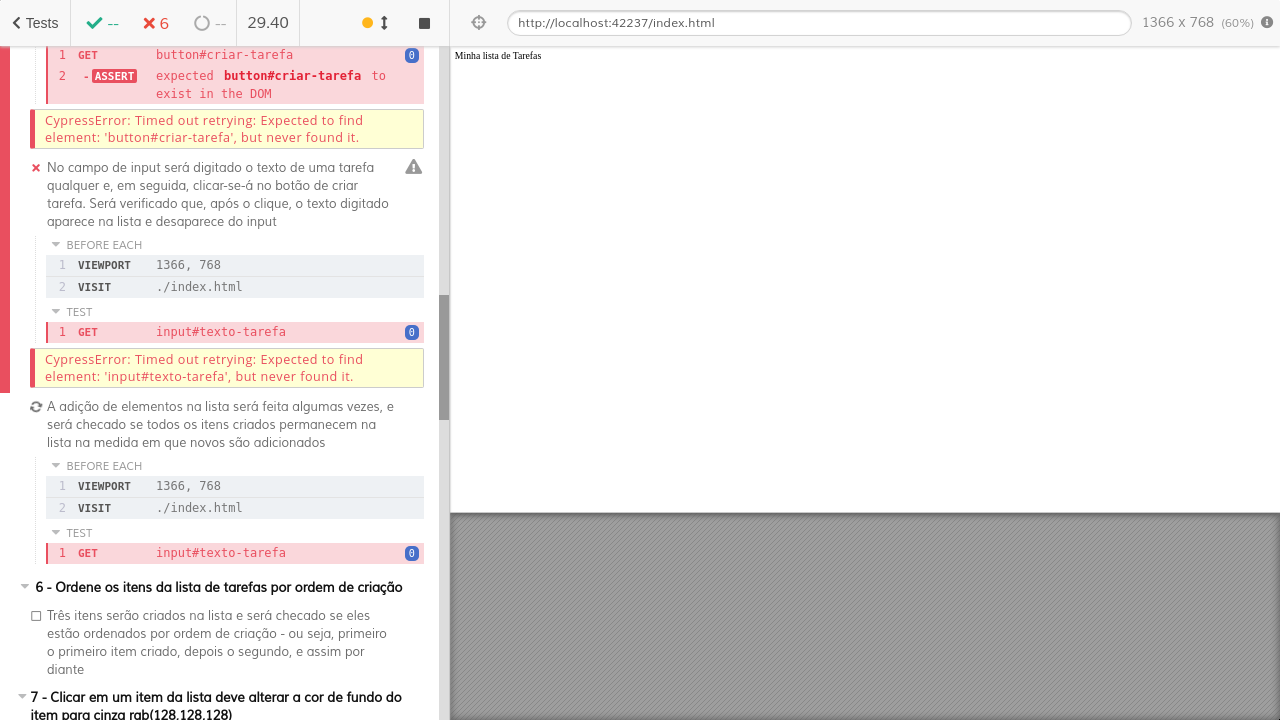 Tests
--
6
--
29.40
http://localhost:42237/index.html
1366 x 768 (60%)
1 GET button#criar-tarefa 0
2 -ASSERT expected button#criar-tarefa to
exist in the DOM
CypressError: Timed out retrying: Expected to find
element: 'button#criar-tarefa', but never found it.
No campo de input será digitado o texto de uma tarefa
qualquer e, em seguida, clicar-se-á no botão de criar
tarefa. Será verificado que, após o clique, o texto digitado
aparece na lista e desaparece do input
BEFORE EACH
1 VIEWPORT 1366, 768
2 VISIT ./index.html
TEST
1 GET input#texto-tarefa 0
CypressError: Timed out retrying: Expected to find
element: 'input#texto-tarefa', but never found it.
A adição de elementos na lista será feita algumas vezes, e
será checado se todos os itens criados permanecem na
lista na medida em que novos são adicionados
BEFORE EACH
1 VIEWPORT 1366, 768
2 VISIT ./index.html
TEST
1 GET input#texto-tarefa 0
6 - Ordene os itens da lista de tarefas por ordem de criação
Três itens serão criados na lista e será checado se eles
estão ordenados por ordem de criação - ou seja, primeiro
o primeiro item criado, depois o segundo, e assim por
diante
7 - Clicar em um item da lista deve alterar a cor de fundo do
item para cinza rgb(128,128,128)
Minha lista de Tarefas